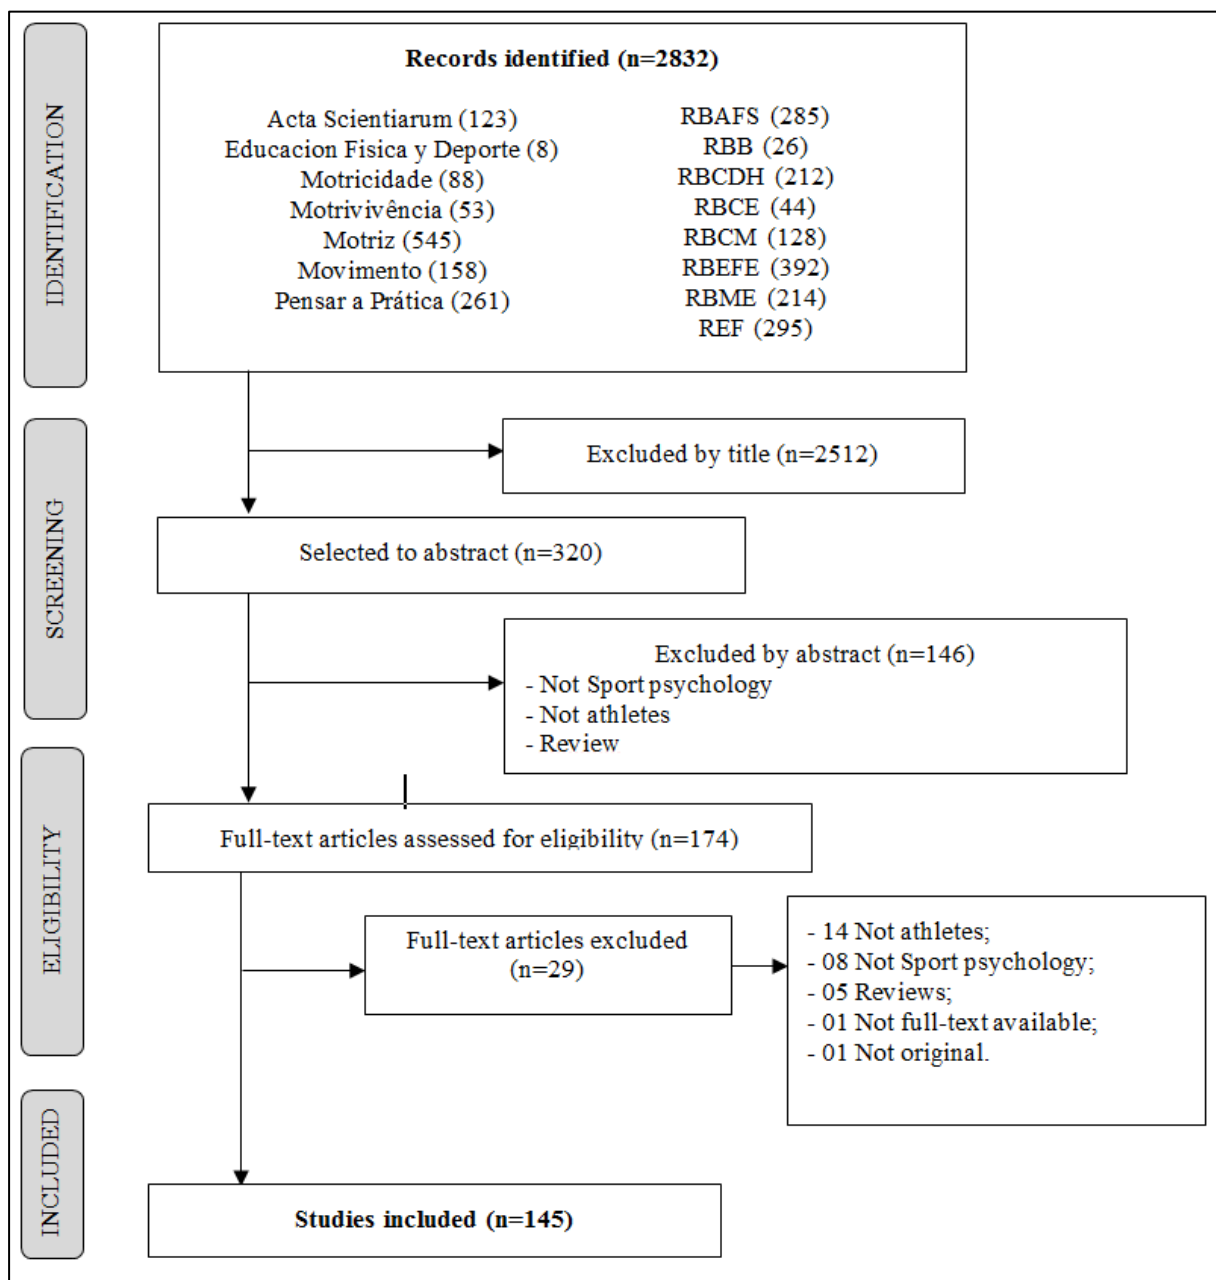 IDENTIFICATION
Records identified (n=2832)
Acta Scientiarum (123)
Educacion Fisica y Deporte (8)
Motricidade (88)
Motrivivência (53)
Motriz (545)
Movimento (158)
Pensar a Prática (261)
RBAFS (285)
RBB (26)
RBCDH (212)
RBCE (44)
RBCM (128)
RBEFE (392)
RBME (214)
REF (295)
SCREENING
Excluded by title (n=2512)
Selected to abstract (n=320)
Excluded by abstract (n=146)
- Not Sport psychology
- Not athletes
- Review
ELIGIBILITY
Full-text articles assessed for eligibility (n=174)
Full-text articles excluded
(n=29)
- 14 Not athletes;
- 08 Not Sport psychology;
- 05 Reviews;
- 01 Not full-text available;
- 01 Not original.
INCLUDED
Studies included (n=145)